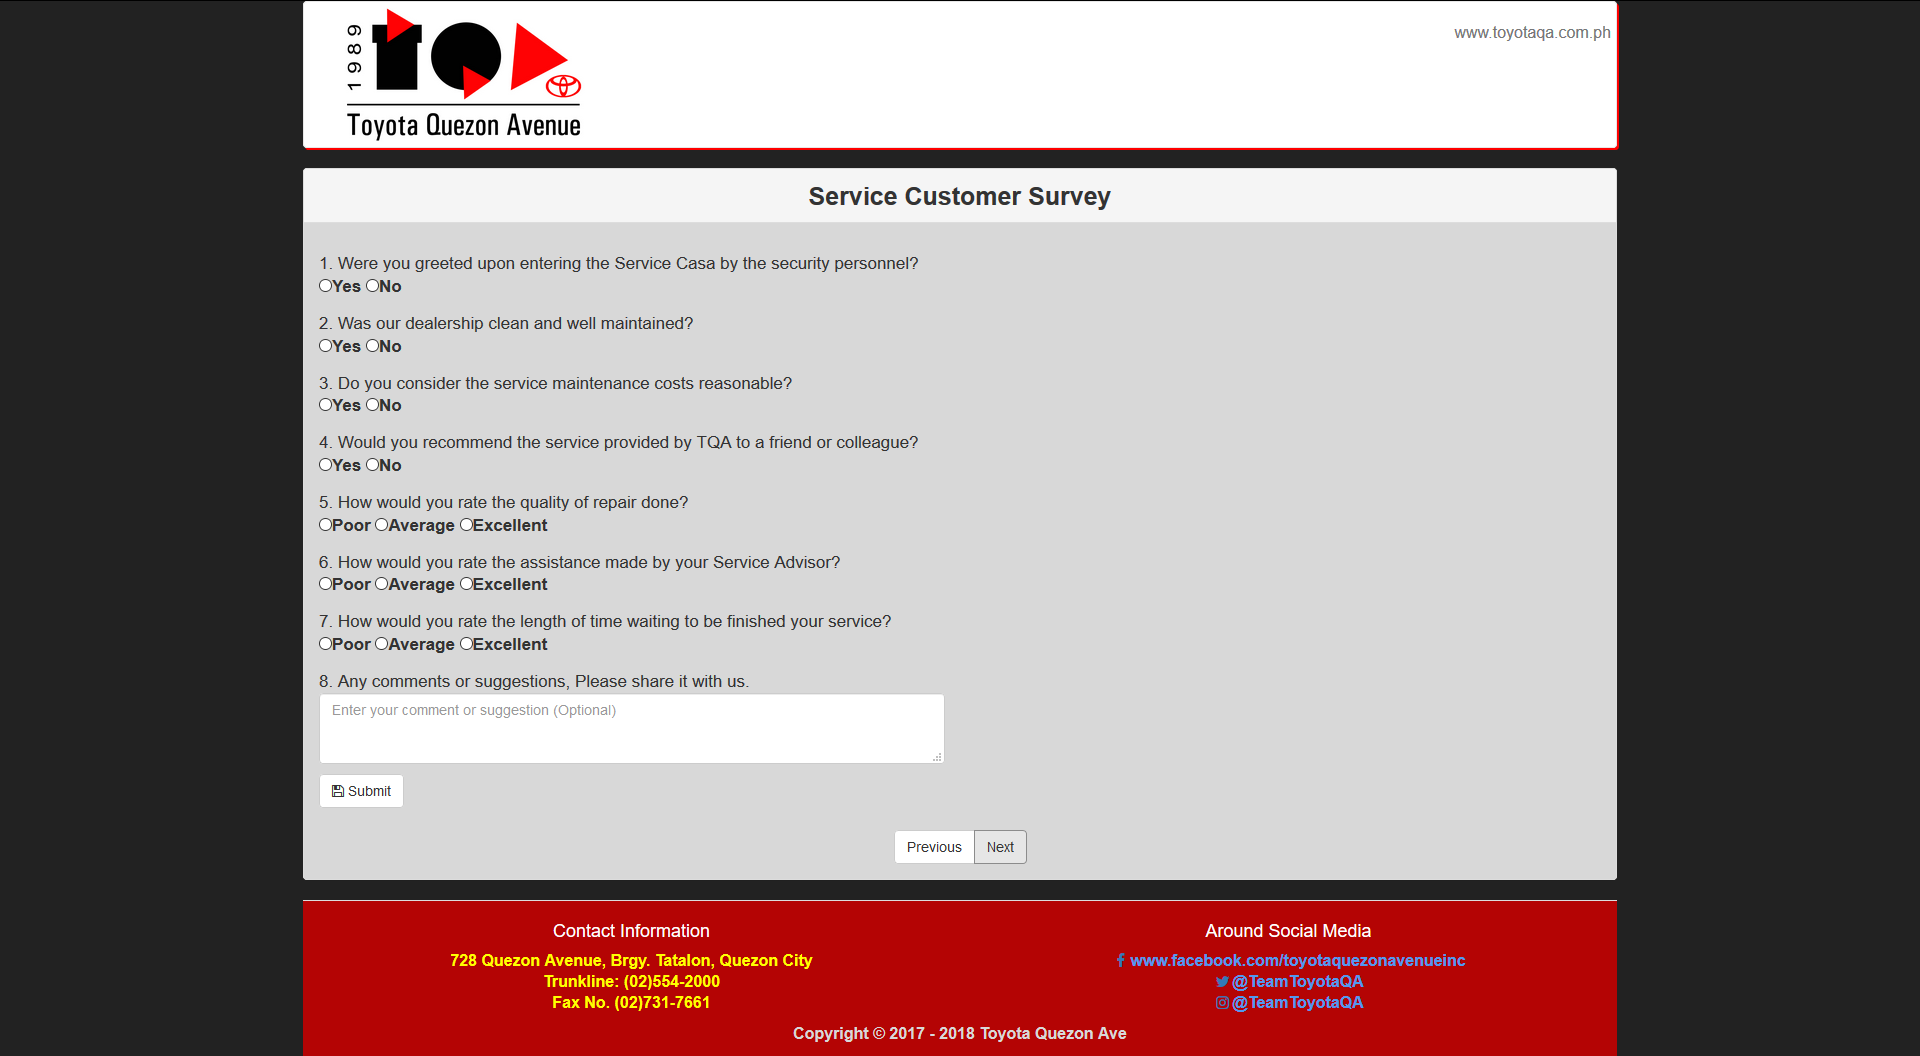 1989
TQA
Toyota Quezon Avenue
www.toyotaqa.com.ph
Service Customer Survey
1. Were you greeted upon entering the Service Casa by the security personnel?
Yes No
2. Was our dealership clean and well maintained?
Yes No
3. Do you consider the service maintenance costs reasonable?
Yes No
4. Would you recommend the service provided by TQA to a friend or colleague?
Yes No
5. How would you rate the quality of repair done?
Poor Average Excellent
6. How would you rate the assistance made by your Service Advisor?
Poor Average Excellent
7. How would you rate the length of time waiting to be finished your service?
Poor Average Excellent
8. Any comments or suggestions, Please share it with us.
Enter your comment or suggestion (Optional)
Submit
Previous Next
Contact Information
728 Quezon Avenue, Brgy. Tatalon, Quezon City
Trunkline: (02)554-2000
Fax No. (02)731-7661
Around Social Media
www.facebook.com/toyotaquezonavenueinc
@TeamToyotaQA
@TeamToyotaQA
Copyright © 2017 - 2018 Toyota Quezon Ave